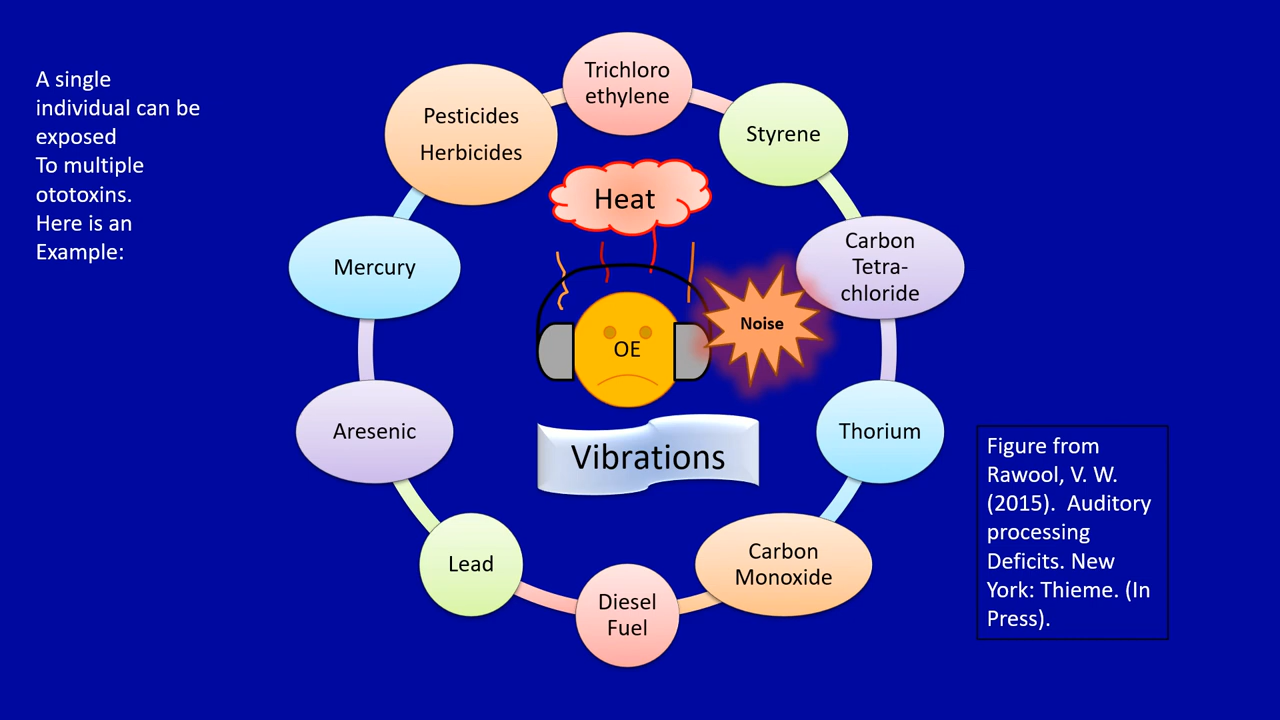 A single
individual can be
exposed
To multiple
ototoxins.
Here is an
Example:
Trichloro
ethylene
Styrene
Carbon
Tetra-
chloride
Thorium
Carbon
Monoxide
Diesel
Fuel
Lead
Aresenic
Mercury
Pesticides
Herbicides
Heat
Noise
OE
Vibrations
Figure from
Rawool, V. W.
(2015).  Auditory
processing
Deficits. New
York: Thieme. (In
Press).